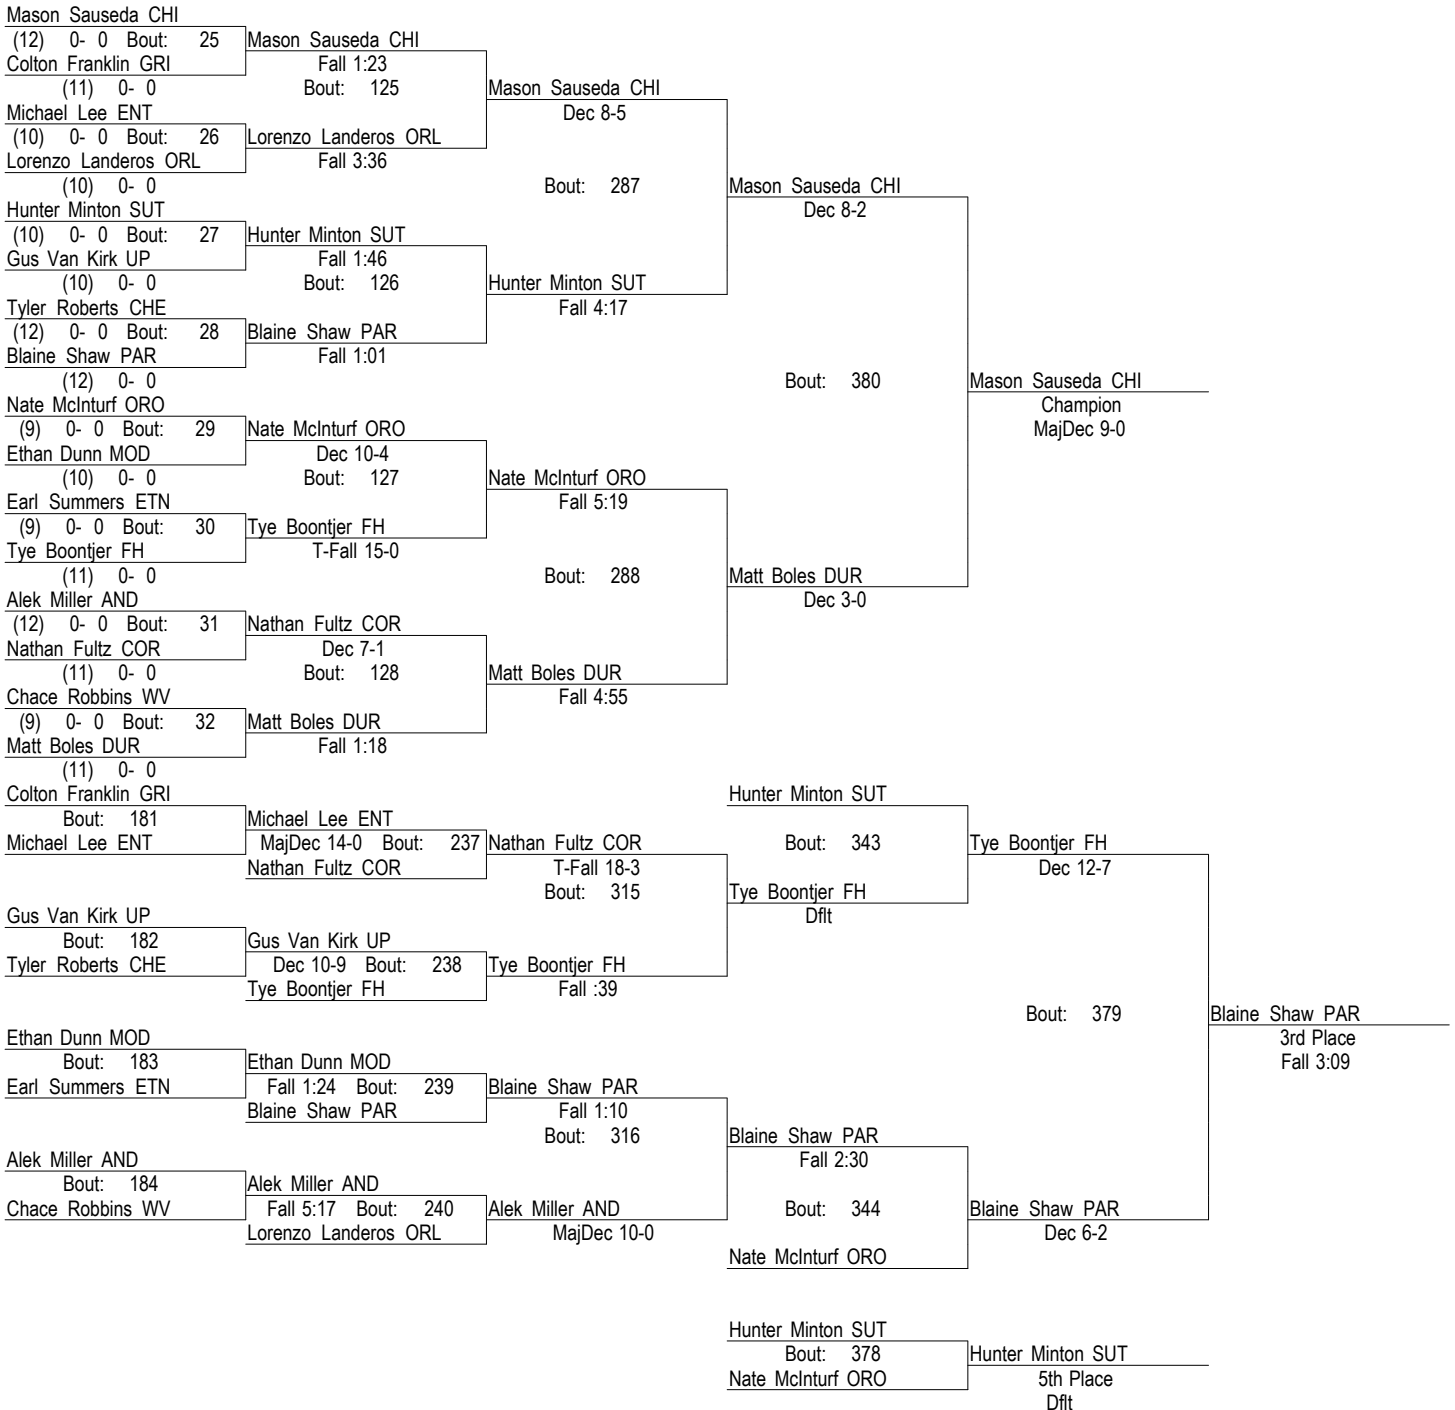 Mason Sauseda CHI
(12) 0- 0 Bout: 25 Mason Sauseda CHI
Colton Franklin GRI Fall 1:23
(11) 0- 0 Bout: 125 Mason Sauseda CHI
Michael Lee ENT Dec 8-5
(10) 0- 0 Bout: 26 Lorenzo Landeros ORL
Lorenzo Landeros ORL Fall 3:36
(10) 0- 0 Bout: 287 Mason Sauseda CHI
Hunter Minton SUT Dec 8-2
(10) 0- 0 Bout: 27 Hunter Minton SUT
Gus Van Kirk UP Fall 1:46
(10) 0- 0 Bout: 126 Hunter Minton SUT
Tyler Roberts CHE Fall 4:17
(12) 0- 0 Bout: 28 Blaine Shaw PAR
Blaine Shaw PAR Fall 1:01
(12) 0- 0 Bout: 380 Mason Sauseda CHI
Nate McInturf ORO Champion
(9) 0- 0 Bout: 29 Nate McInturf ORO MajDec 9-0
Ethan Dunn MOD Dec 10-4
(10) 0- 0 Bout: 127 Nate McInturf ORO
Earl Summers ETN Fall 5:19
(9) 0- 0 Bout: 30 Tye Boontjer FH
Tye Boontjer FH T-Fall 15-0
(11) 0- 0 Bout: 288 Matt Boles DUR
Alek Miller AND Dec 3-0
(12) 0- 0 Bout: 31 Nathan Fultz COR
Nathan Fultz COR Dec 7-1
(11) 0- 0 Bout: 128 Matt Boles DUR
Chace Robbins WV Fall 4:55
(9) 0- 0 Bout: 32 Matt Boles DUR
Matt Boles DUR Fall 1:18
(11) 0- 0
Colton Franklin GRI Hunter Minton SUT
Bout: 181 Michael Lee ENT
Michael Lee ENT MajDec 14-0 Bout: 237 Nathan Fultz COR Bout: 343 Tye Boontjer FH
Nathan Fultz COR T-Fall 18-3 Dec 12-7
Bout: 315 Tye Boontjer FH
Gus Van Kirk UP Dflt
Bout: 182 Gus Van Kirk UP
Tyler Roberts CHE Dec 10-9 Bout: 238 Tye Boontjer FH
Tye Boontjer FH Fall :39
Bout: 379 Blaine Shaw PAR
Ethan Dunn MOD 3rd Place
Bout: 183 Ethan Dunn MOD Fall 3:09
Earl Summers ETN Fall 1:24 Bout: 239 Blaine Shaw PAR
Blaine Shaw PAR Fall 1:10
Bout: 316 Blaine Shaw PAR
Alek Miller AND Fall 2:30
Bout: 184 Alek Miller AND
Chace Robbins WV Fall 5:17 Bout: 240 Alek Miller AND Bout: 344 Blaine Shaw PAR
Lorenzo Landeros ORL MajDec 10-0 Dec 6-2
Nate McInturf ORO
Hunter Minton SUT
Bout: 378 Hunter Minton SUT
Nate McInturf ORO 5th Place
Dflt